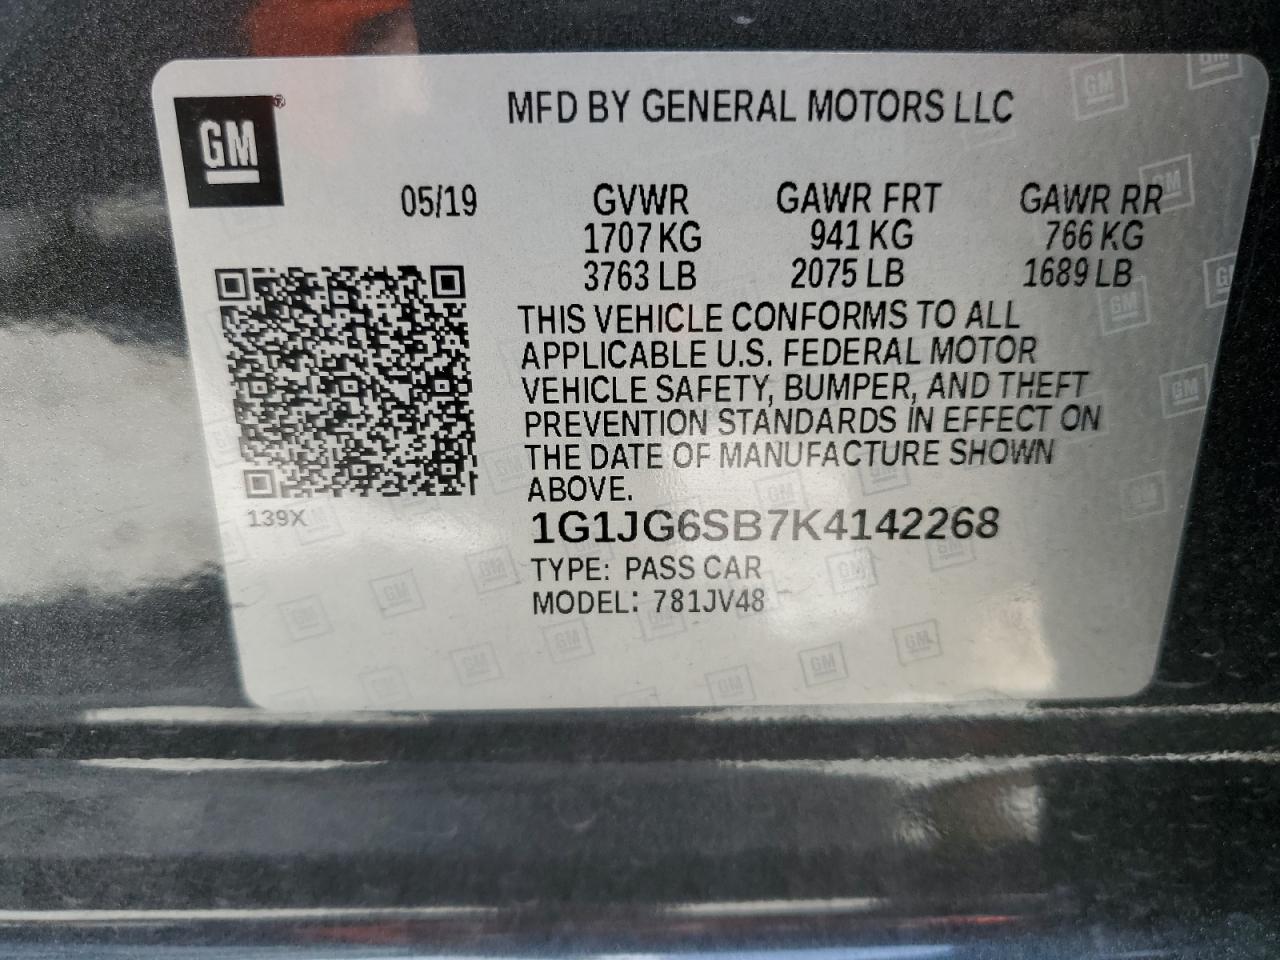 GM
MFD BY GENERAL MOTORS LLC
05/19 GVWR GAWR FRT GAWR RR
1707 KG 941 KG 766 KG
3763 LB 2075 LB 1689 LB
THIS VEHICLE CONFORMS TO ALL
APPLICABLE U.S. FEDERAL MOTOR
VEHICLE SAFETY, BUMPER, AND THEFT
PREVENTION STANDARDS IN EFFECT ON
THE DATE OF MANUFACTURE SHOWN
ABOVE.
139X
1G1JG6SB7K4142268
TYPE: PASS CAR
MODEL: 781JV48